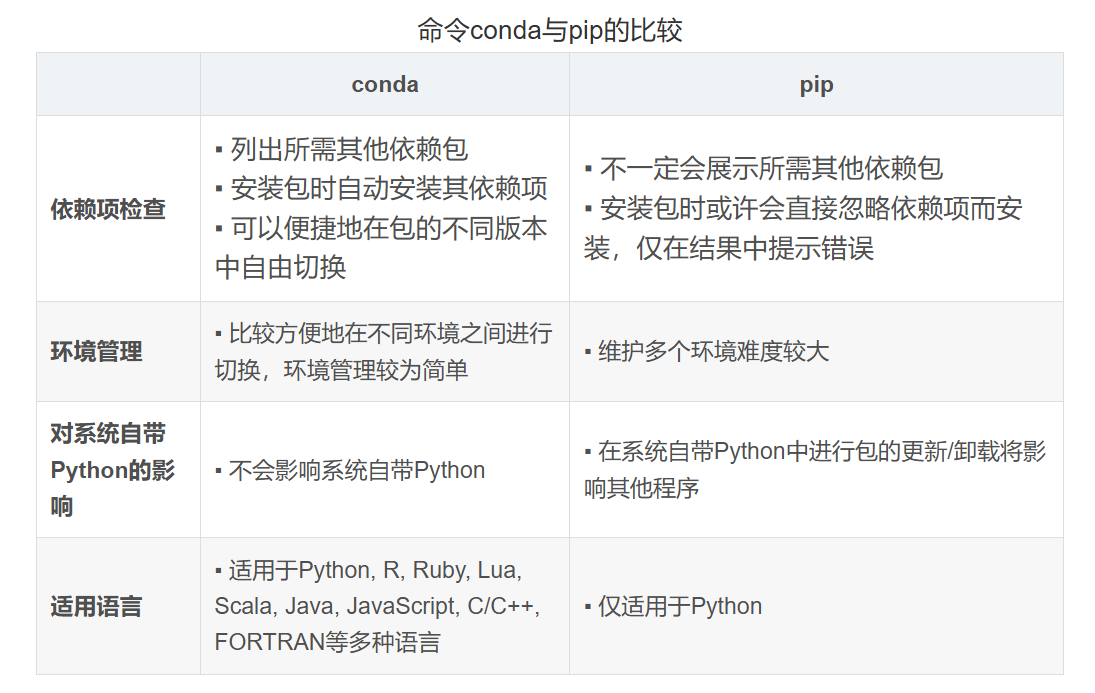 命令conda与pip的比较
conda
pip
依赖项检查
▪ 列出所需其他依赖包
▪ 安装包时自动安装其依赖项
▪ 可以便捷地在包的不同版本
中自由切换
▪ 不一定会展示所需其他依赖包
▪ 安装包时或许会直接忽略依赖项而安
装，仅在结果中提示错误
环境管理
▪ 比较方便地在不同环境之间进行
切换，环境管理较为简单
▪ 维护多个环境难度较大
对系统自带
Python的影
响
▪ 不会影响系统自带Python
▪ 在系统自带Python中进行包的更新/卸载将影
响其他程序
适用语言
▪ 适用于Python, R, Ruby, Lua,
Scala, Java, JavaScript, C/C++,
FORTRAN等多种语言
▪ 仅适用于Python